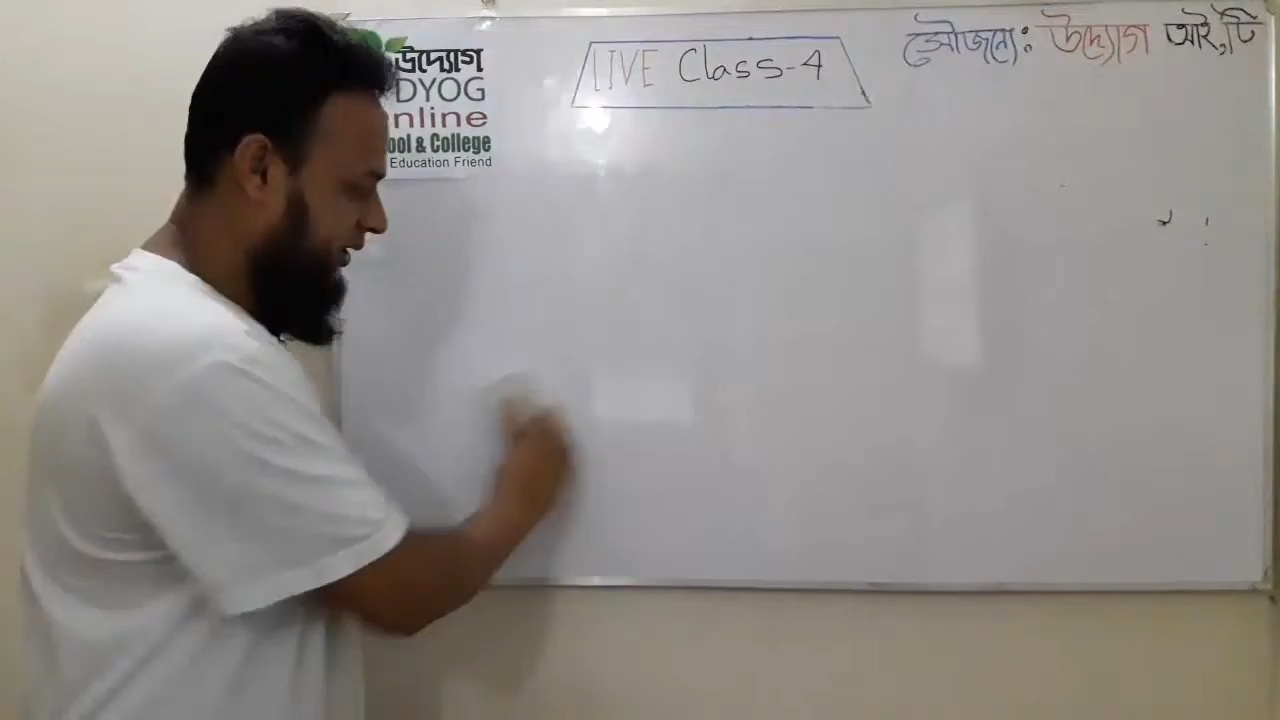 উদ্যোগ
DYOG
nline
ool & College
Education Friend
LIVE Class-4
সৌজন্যে: উদ্যোগ আই,টি